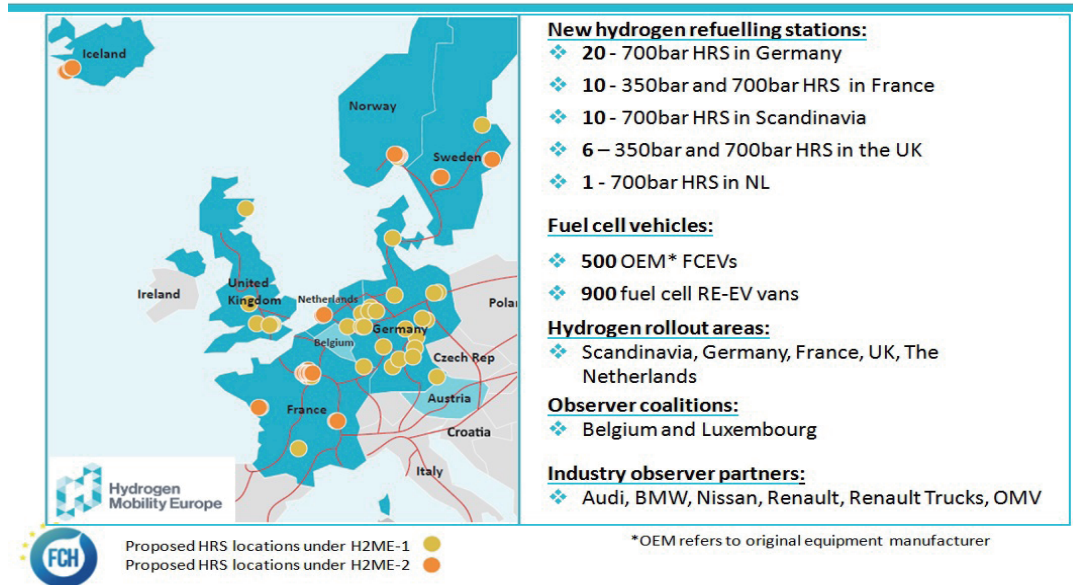 Iceland
Norway
Sweden
Ireland
United
Kingdom
Netherlands
Belgium
Germany
Polan
Czech Rep
Austria
France
Croatia
Italy
Hydrogen
Mobility Europe
New hydrogen refuelling stations:
❖ 20 - 700bar HRS in Germany
❖ 10 - 350bar and 700bar HRS in France
❖ 10 - 700bar HRS in Scandinavia
❖ 6 – 350bar and 700bar HRS in the UK
❖ 1 - 700bar HRS in NL
Fuel cell vehicles:
❖ 500 OEM* FCEVs
❖ 900 fuel cell RE-EV vans
Hydrogen rollout areas:
❖ Scandinavia, Germany, France, UK, The
Netherlands
Observer coalitions:
❖ Belgium and Luxembourg
Industry observer partners:
❖ Audi, BMW, Nissan, Renault, Renault Trucks, OMV
FCH
Proposed HRS locations under H2ME-1
Proposed HRS locations under H2ME-2
*OEM refers to original equipment manufacturer